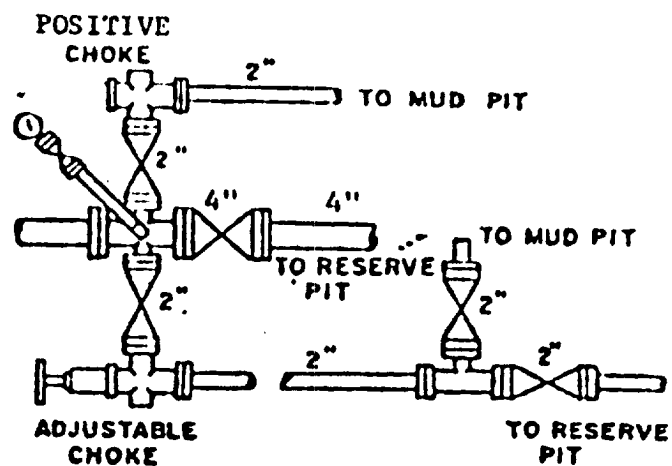 POSITIVE
CHOKE
2"
TO MUD PIT
2"
4"
4"
TO RESERVE
PIT
TO MUD PIT
2"
2"
2"
2"
ADJUSTABLE
CHOKE
TO RESERVE
PIT